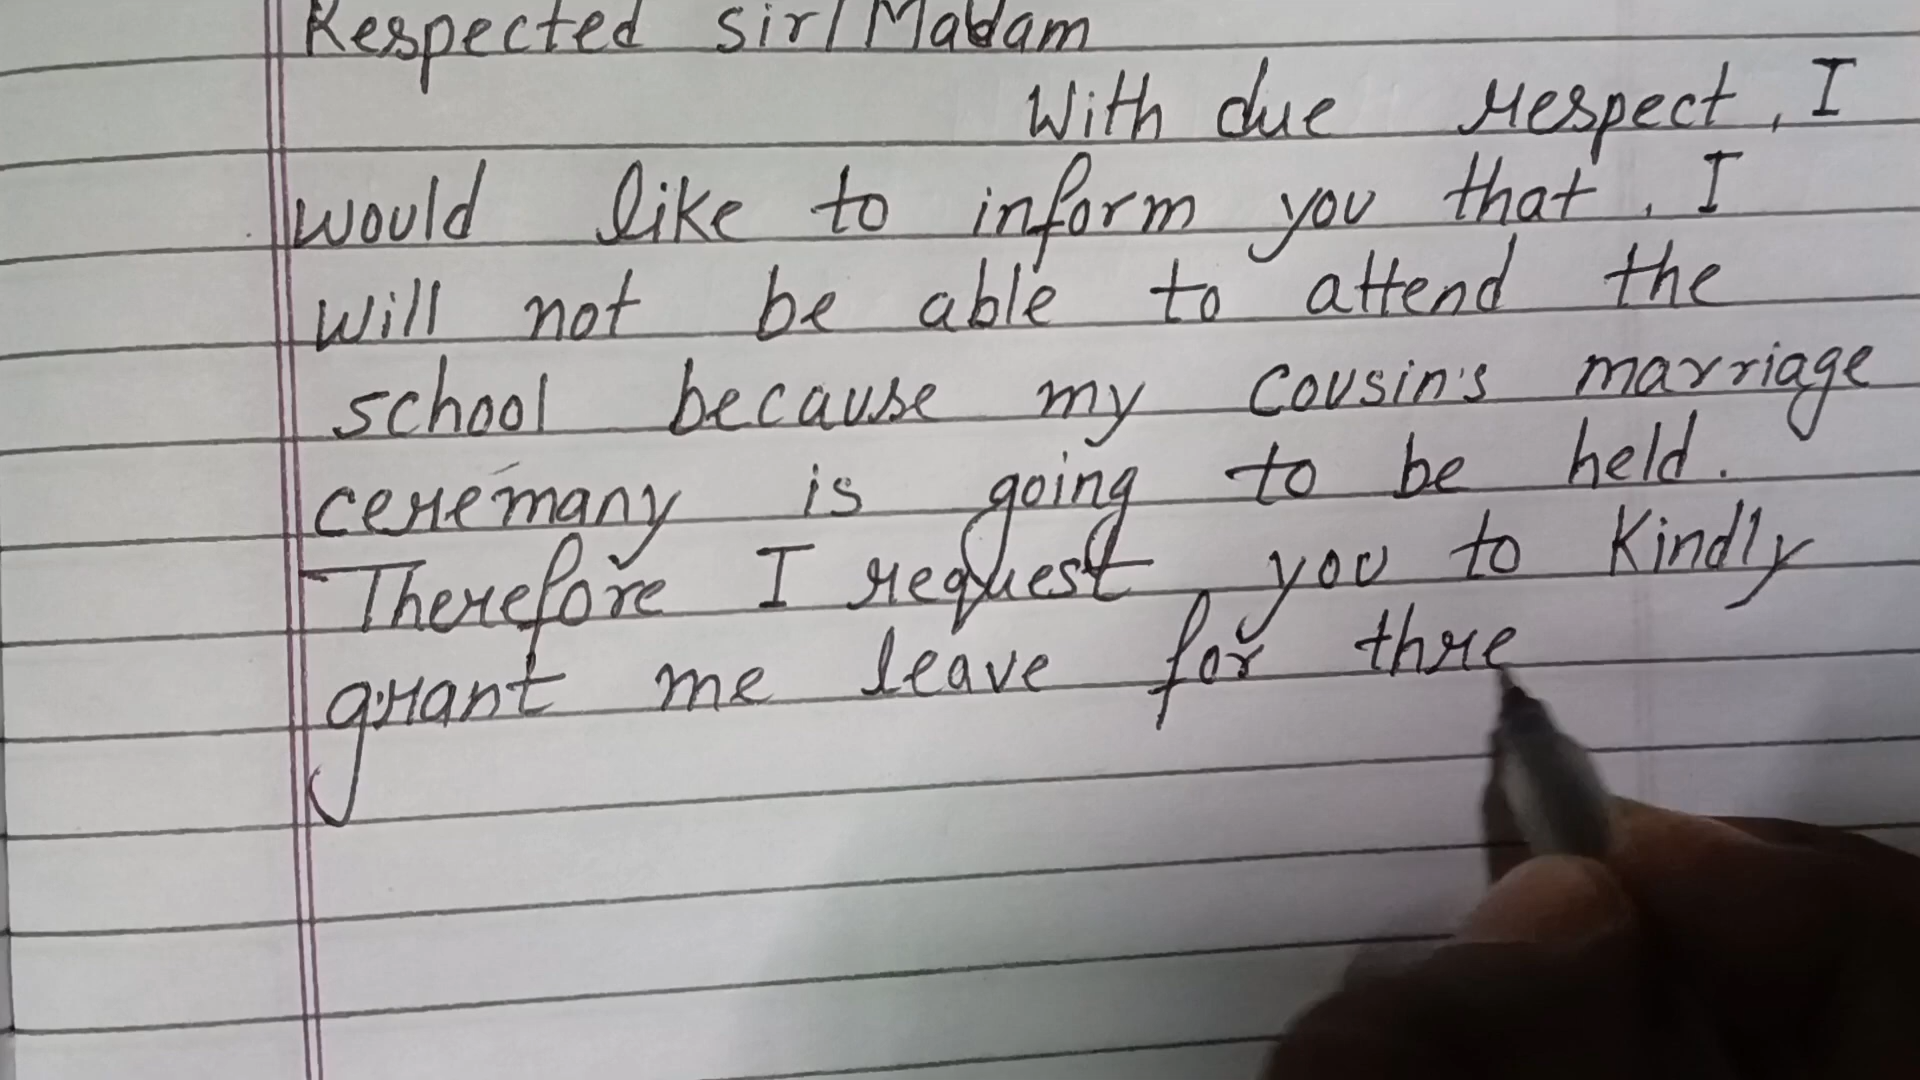 Respected sir/Madam
With due respect, I
would like to inform you that, I
will not be able to attend the
school because my cousin's marriage
ceremany is going to be held.
Therefore I request you to Kindly
grant me leave for thre